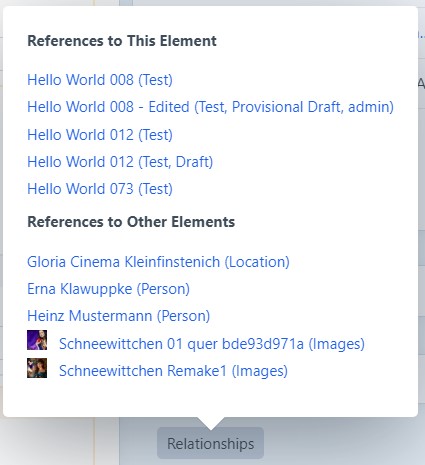 References to This Element
Hello World 008 (Test)
Hello World 008 - Edited (Test, Provisional Draft, admin)
Hello World 012 (Test)
Hello World 012 (Test, Draft)
Hello World 073 (Test)
References to Other Elements
Gloria Cinema Kleinfinstenich (Location)
Erna Klawuppke (Person)
Heinz Mustermann (Person)
Schneewittchen 01 quer bde93d971a (Images)
Schneewittchen Remake1 (Images)
Relationships